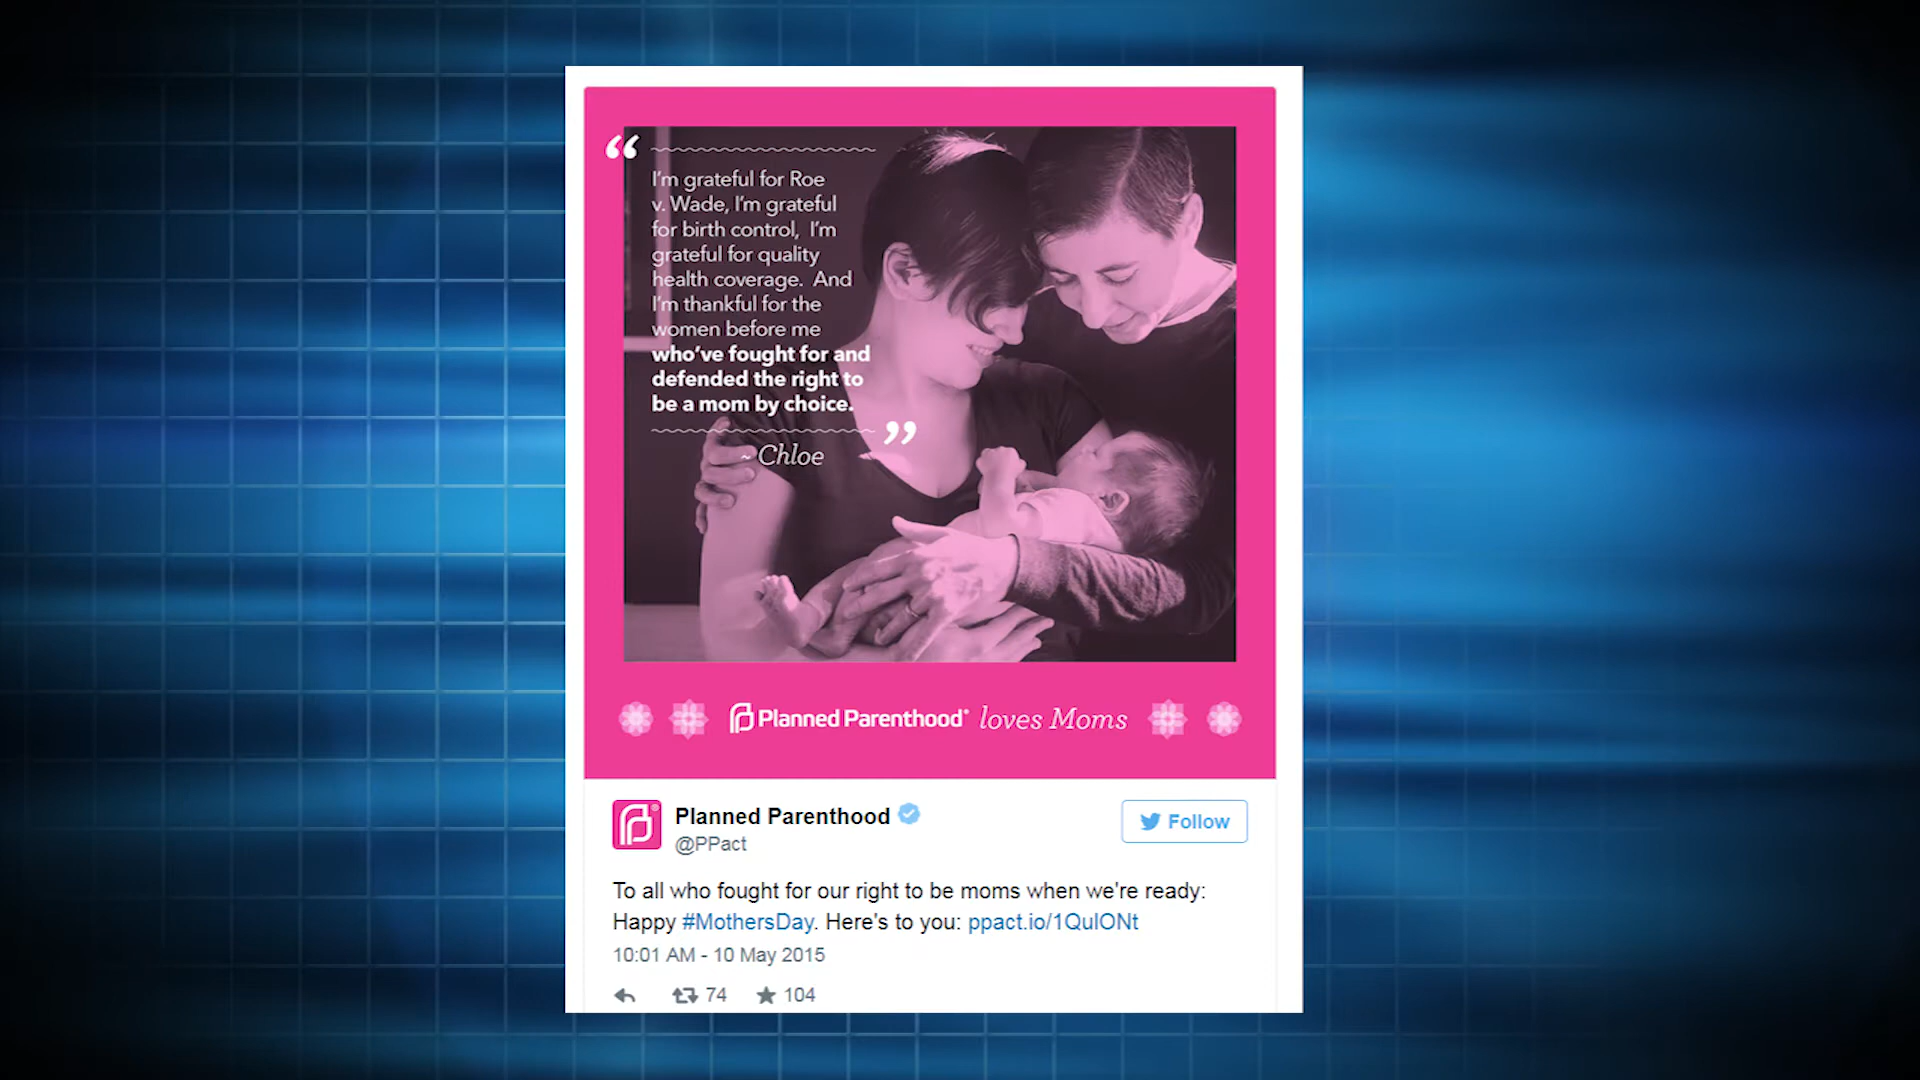 “
I'm grateful for Roe
v. Wade, I'm grateful
for birth control, I'm
grateful for quality
health coverage. And
I'm thankful for the
women before me
who've fought for and
defended the right to
be a mom by choice.
”
~ Chloe
Planned Parenthood® loves Moms
Planned Parenthood
@PPact
Follow
To all who fought for our right to be moms when we're ready:
Happy #MothersDay. Here's to you: ppact.io/1QulONt
10:01 AM - 10 May 2015
74 104